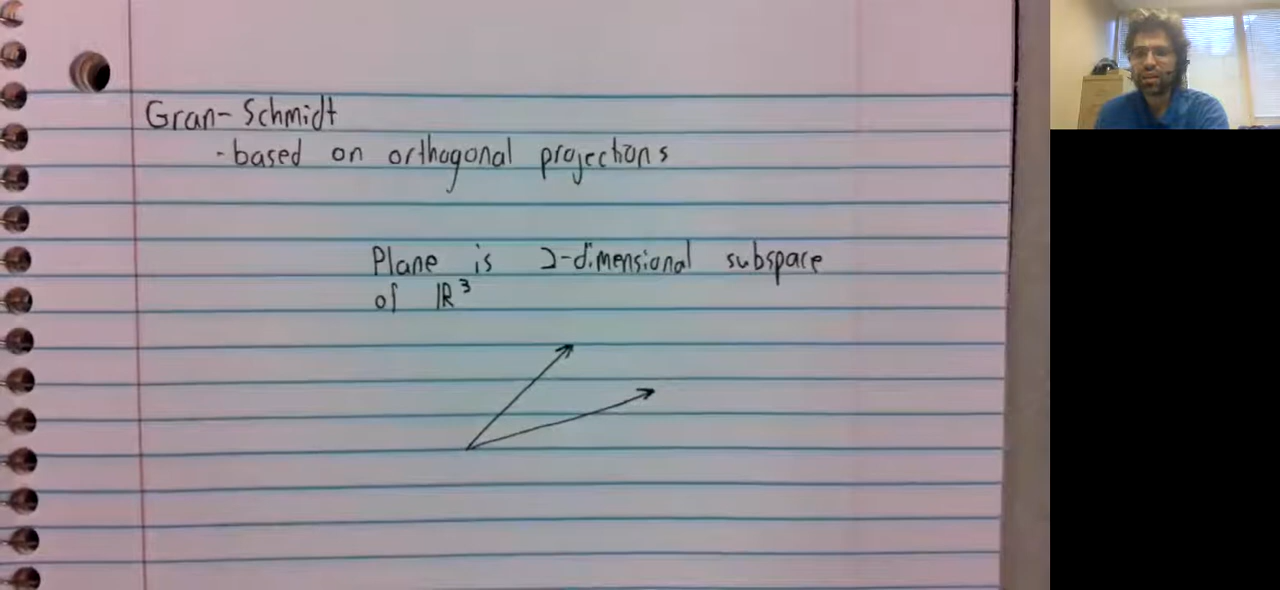 Gran-Schmidt
-based on orthogonal projections
Plane is 2-dimensional subspace
of ℝ³